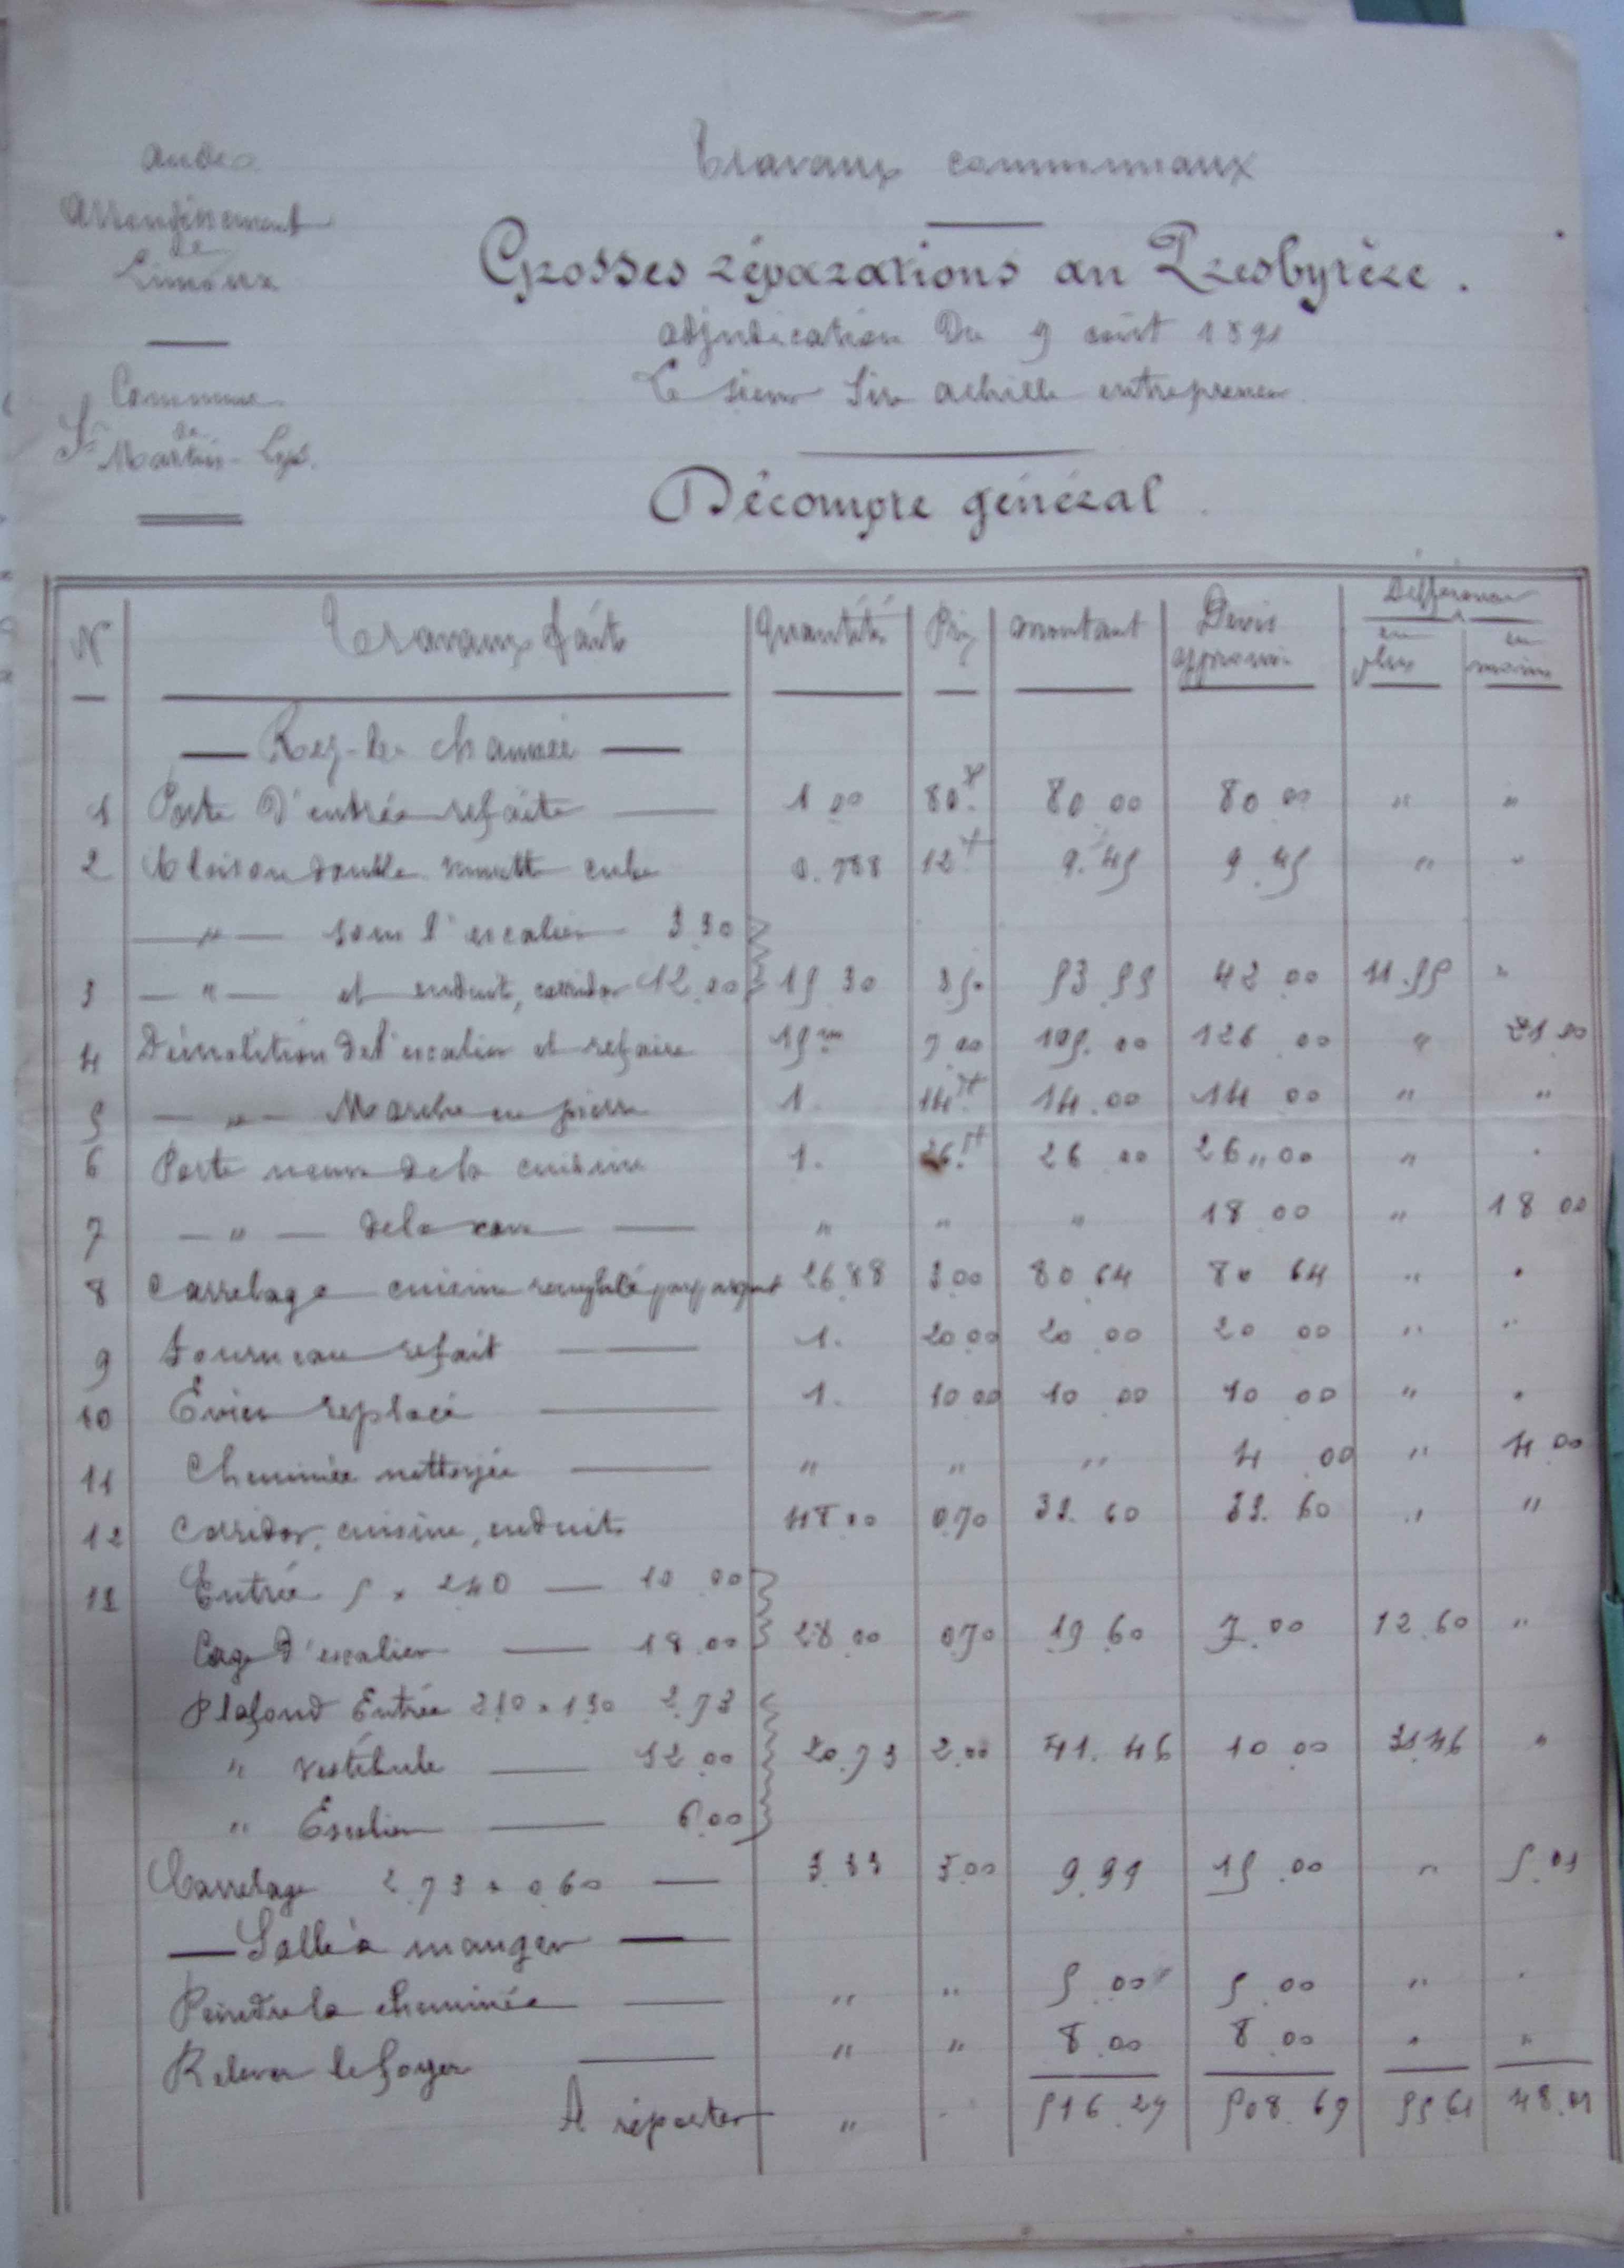 Aude
Arrondissement
de
Limoux
Commune
de
St Martin-Lys.
Travaux communaux
Grosses réparations au Presbytère.
adjudication Du 9 août 1891
Le sieur Sire achille entrepreneur
Décompte général
N Travaux faits Quantités Prix montant Devis approuvé Différence en plus en moins
Rez-de chaussée
1 Porte D'entrée refaite 1 00 80. 80 00 80 00 " "
2 Cloison double cube 0.788 12 9.45 9.45 " "
" sous l'escalier 3 30
3 " et enduit, corridor 12.00 15 30 3 50 53 55 42 00 11.55 "
4 Démolition de l'escalier et refaire 15 m 7 00 105.00 126 00 " 21.00
5 " Marche en pierre 1. 14. 14.00 14 00 " "
6 Porte neuve de la cuisine 1. 26. 26 00 26 " 00 " "
7 " de la cave " " " 18 00 " 18 00
8 Carrelage cuisine remplacé par 26 88 3 00 80 64 80 64 " "
9 fourneau refait 1. 20 00 20 00 20 00 " "
10 Evier replacé 1. 10 00 10 00 10 00 " "
11 Cheminée nettoyée " " " 4 00 " 4 00
12 Corridor, cuisine, enduit 48 00 0.70 33.60 33.60 " "
13 Entrée 5 x 240 10 00
Cage d'escalier 18 00 28 00 0 70 19 60 7.00 12.60 "
Plafond Entrée 2.10 x 1.30 2.73
" vestibule 12 00 20.73 2.00 41.46 10 00 31.46 "
" Escalier 6.00
Carrelage 2 73 x 0 60 3.33 3.00 9.99 15.00 " 5.01
Salle à manger
Peindre la cheminée " " 5 00 5 00 " "
Relever le foyer " " 8.00 8.00 " "
A reporter " " 516.29 508.69 55 61 48.01